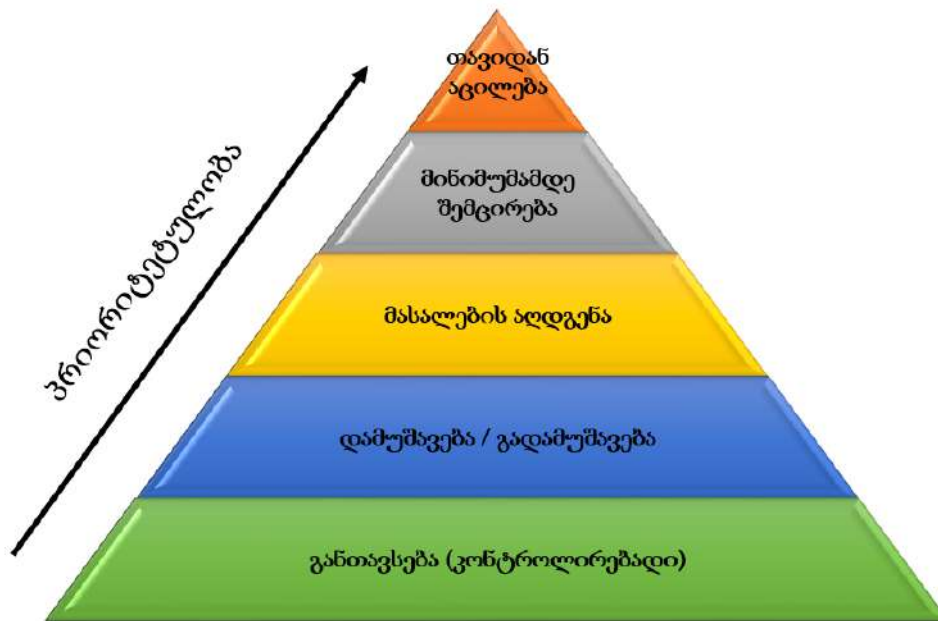 თავიდან
აცილება
მინიმუმამდე
შემცირება
მასალების აღდგენა
დამუშავება / გადამუშავება
განთავსება (კონტროლირებადი)
პრიორიტეტულობა